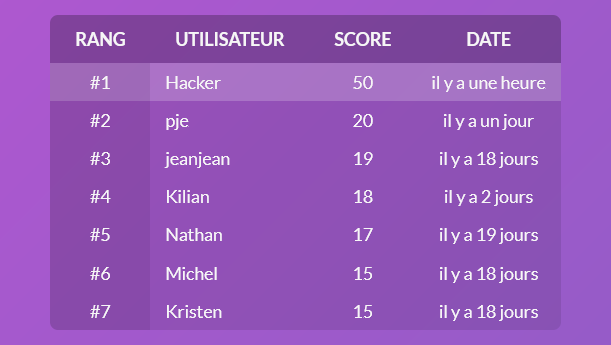 RANG UTILISATEUR SCORE DATE
#1 Hacker 50 il y a une heure
#2 pje 20 il y a un jour
#3 jeanjean 19 il y a 18 jours
#4 Kilian 18 il y a 2 jours
#5 Nathan 17 il y a 19 jours
#6 Michel 15 il y a 18 jours
#7 Kristen 15 il y a 18 jours